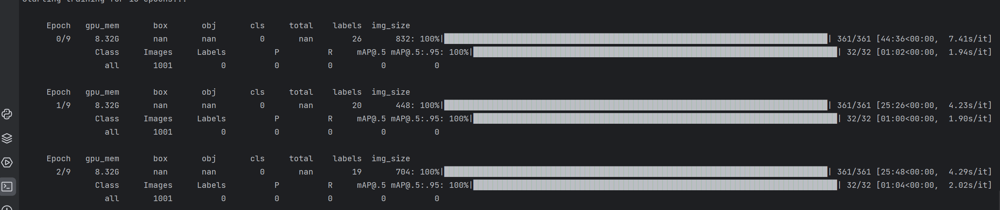 Starting training for 10 epochs...
Epoch gpu_mem box obj cls total labels img_size
0/9 8.32G nan nan 0 nan 26 832: 100%| | 361/361 [44:36<00:00, 7.41s/it]
Class Images Labels P R mAP@.5 mAP@.5:.95: 100%| | 32/32 [01:02<00:00, 1.94s/it]
all 1001 0 0 0 0 0
Epoch gpu_mem box obj cls total labels img_size
1/9 8.32G nan nan 0 nan 20 448: 100%| | 361/361 [25:26<00:00, 4.23s/it]
Class Images Labels P R mAP@.5 mAP@.5:.95: 100%| | 32/32 [01:00<00:00, 1.90s/it]
all 1001 0 0 0 0 0
Epoch gpu_mem box obj cls total labels img_size
2/9 8.32G nan nan 0 nan 19 704: 100%| | 361/361 [25:48<00:00, 4.29s/it]
Class Images Labels P R mAP@.5 mAP@.5:.95: 100%| | 32/32 [01:04<00:00, 2.02s/it]
all 1001 0 0 0 0 0